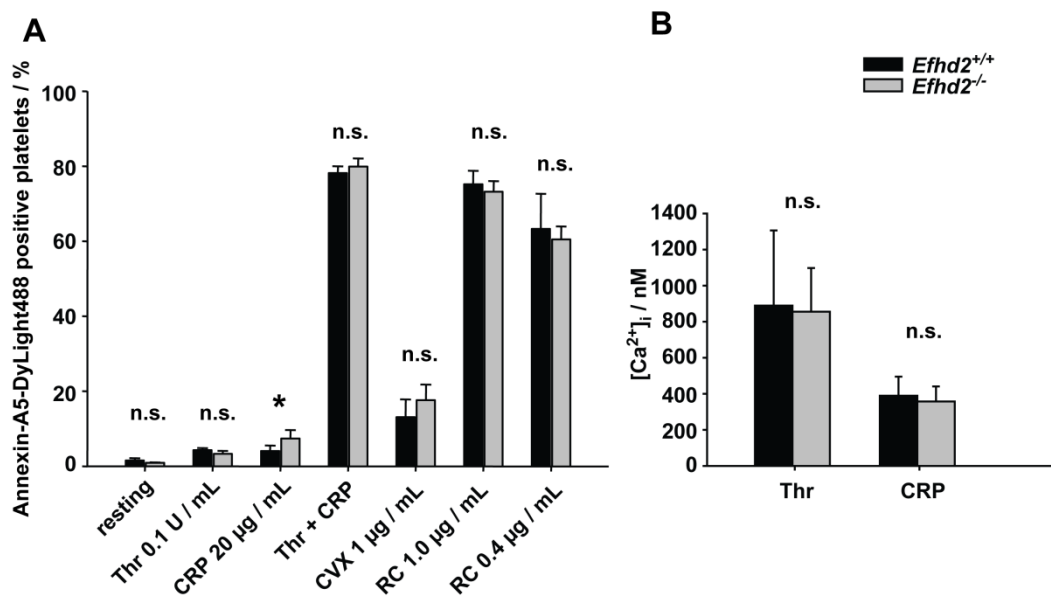 A
Annexin-A5-DyLight488 positive platelets / %
100
80
60
40
20
0
n.s.
n.s.
*
n.s.
n.s.
n.s.
n.s.
resting
Thr 0.1 U / mL
CRP 20 µg / mL
Thr + CRP
CVX 1 µg / mL
RC 1.0 µg / mL
RC 0.4 µg / mL
B
Efhd2+/+
Efhd2-/-
[Ca2+]i / nM
1400
1200
1000
800
600
400
200
0
n.s.
n.s.
Thr
CRP